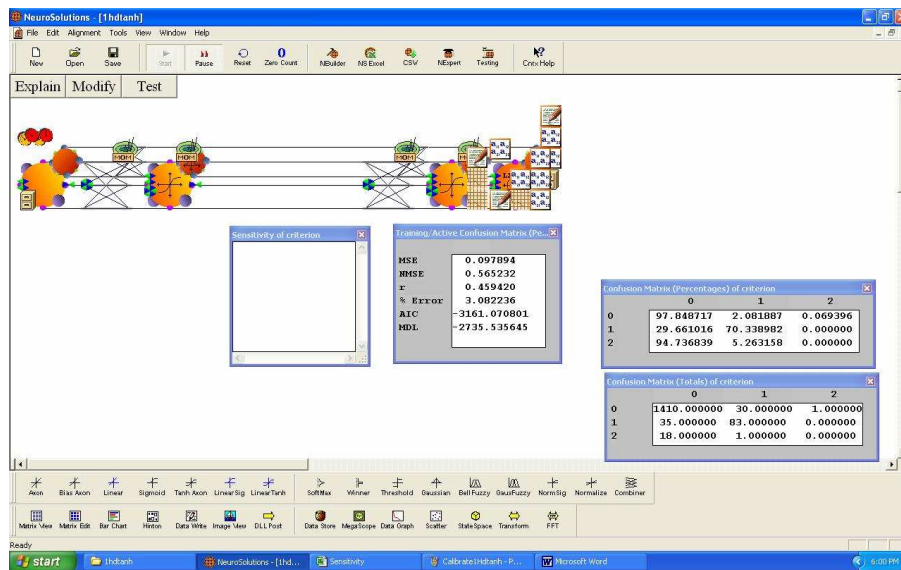 NeuroSolutions - [1hdtanh]
File Edit Alignment Tools View Window Help
New Open Save Start Pause Reset Zero Count NBuilder NS Excel CSV NExpert Testing Cntx Help
Explain Modify Test
MOM MOM MOM
Sensitivity of criterion
Training/Active Confusion Matrix (Pe...
MSE 0.097894
NMSE 0.565232
r 0.459420
% Error 3.082236
AIC -3161.070801
MDL -2735.535645
Confusion Matrix (Percentages) of criterion
0 1 2
0 97.848717 2.081887 0.069396
1 29.661016 70.338982 0.000000
2 94.736839 5.263158 0.000000
Confusion Matrix (Totals) of criterion
0 1 2
0 1410.000000 30.000000 1.000000
1 35.000000 83.000000 0.000000
2 18.000000 1.000000 0.000000
Axon Bias Axon Linear Sigmoid Tanh Axon LinearSig LinearTanh SoftMax Winner Threshold Gaussian BellFuzzy GausFuzzy NormSig Normalize Combiner
Matrix View Matrix Edit Bar Chart Hinton Data Write Image View DLL Post Data Store MegaScope Data Graph Scatter StateSpace Transform FFT
Ready
start 1hdtanh NeuroSolutions - [1hd... Sensitivity Calibrate1Hdtanh - P... Microsoft Word 6:00 PM